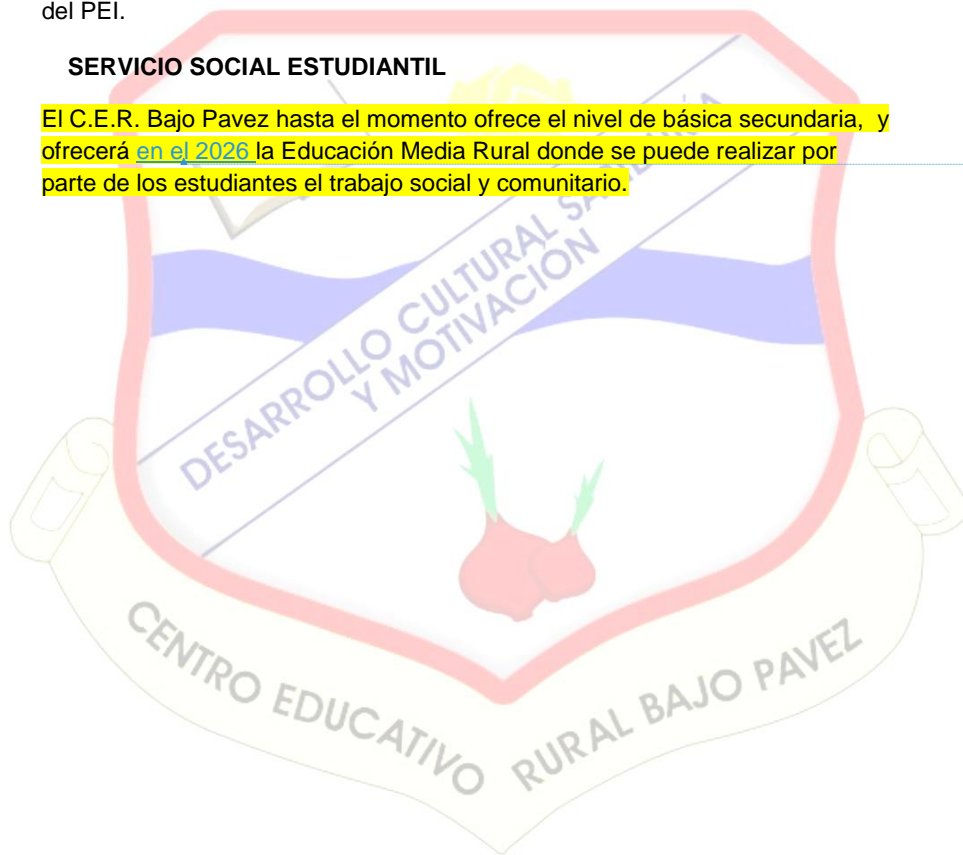 del PEI.
SERVICIO SOCIAL ESTUDIANTIL
El C.E.R. Bajo Pavez hasta el momento ofrece el nivel de básica secundaria,  y
ofrecerá en el 2026 la Educación Media Rural donde se puede realizar por
parte de los estudiantes el trabajo social y comunitario.
DESARROLLO CULTURAL
Y MOTIVACIÓN
CENTRO EDUCATIVO RURAL BAJO PAVEZ